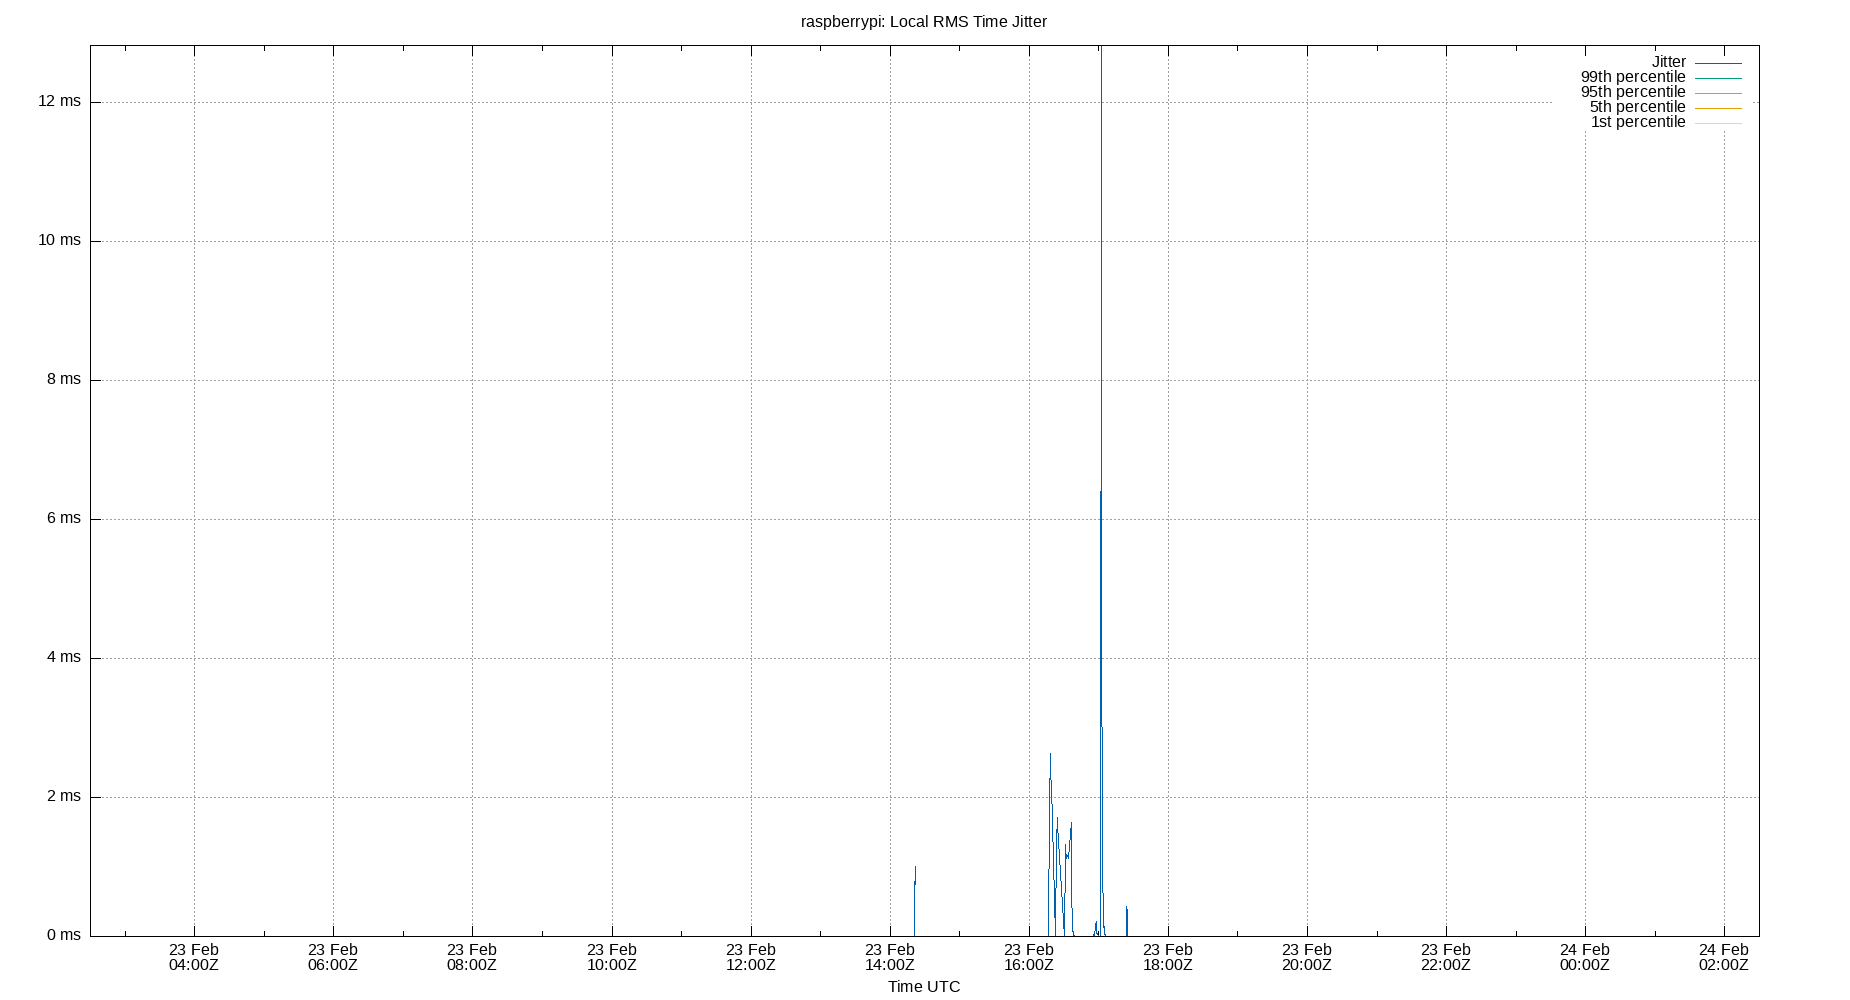 raspberrypi: Local RMS Time Jitter
Jitter
99th percentile
95th percentile
5th percentile
1st percentile
12 ms
10 ms
8 ms
6 ms
4 ms
2 ms
0 ms
23 Feb 23 Feb 23 Feb 23 Feb 23 Feb 23 Feb 23 Feb 23 Feb 23 Feb 23 Feb 24 Feb 24 Feb
04:00Z 06:00Z 08:00Z 10:00Z 12:00Z 14:00Z 16:00Z 18:00Z 20:00Z 22:00Z 00:00Z 02:00Z
Time UTC